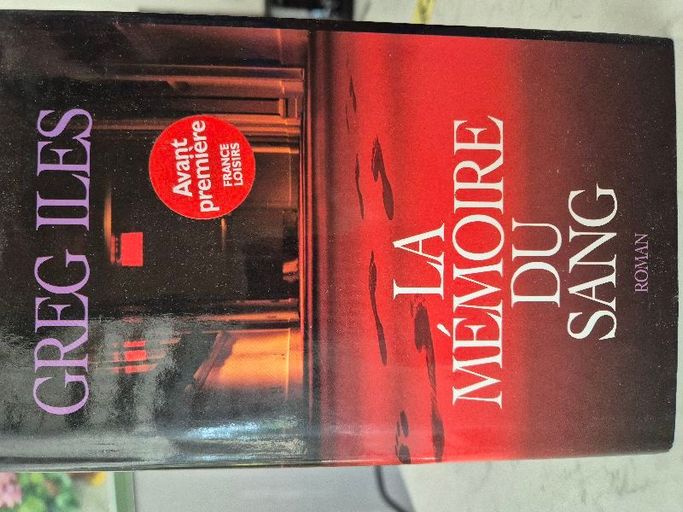 GREG ILES
Avant
première
FRANCE
LOISIRS
LA
MÉMOIRE
DU
SANG
ROMAN